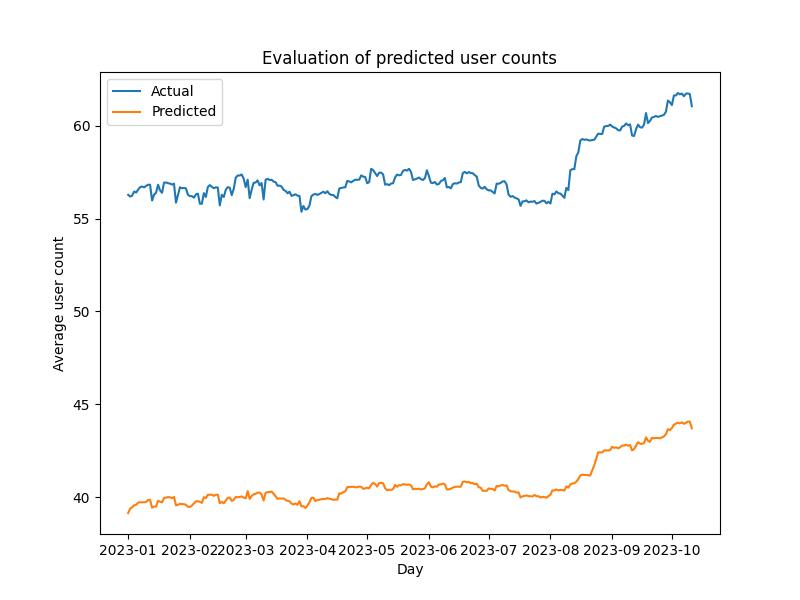 Evaluation of predicted user counts
Actual
Predicted
60
55
50
45
40
Average user count
2023-01 2023-02 2023-03 2023-04 2023-05 2023-06 2023-07 2023-08 2023-09 2023-10
Day